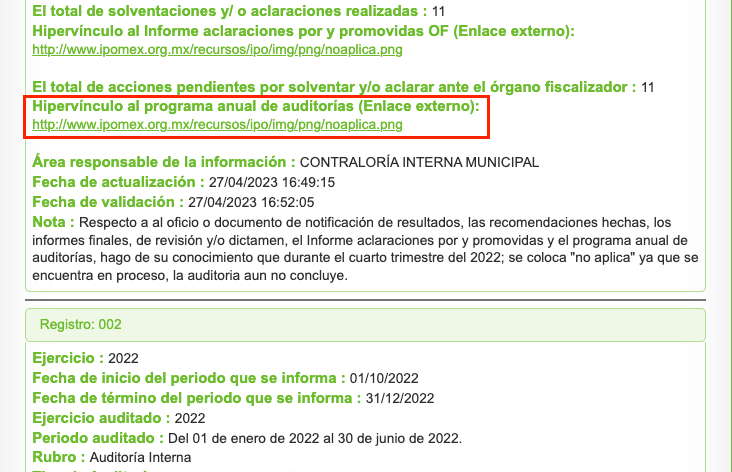 El total de solventaciones y/ o aclaraciones realizadas : 11
Hipervínculo al Informe aclaraciones por y promovidas OF (Enlace externo):
http://www.ipomex.org.mx/recursos/ipo/img/png/noaplica.png
El total de acciones pendientes por solventar y/o aclarar ante el órgano fiscalizador : 11
Hipervínculo al programa anual de auditorías (Enlace externo):
http://www.ipomex.org.mx/recursos/ipo/img/png/noaplica.png
Área responsable de la información : CONTRALORÍA INTERNA MUNICIPAL
Fecha de actualización : 27/04/2023 16:49:15
Fecha de validación : 27/04/2023 16:52:05
Nota : Respecto a al oficio o documento de notificación de resultados, las recomendaciones hechas, los
informes finales, de revisión y/o dictamen, el Informe aclaraciones por y promovidas y el programa anual de
auditorías, hago de su conocimiento que durante el cuarto trimestre del 2022; se coloca "no aplica" ya que se
encuentra en proceso, la auditoria aun no concluye.
Registro: 002
Ejercicio : 2022
Fecha de inicio del periodo que se informa : 01/10/2022
Fecha de término del periodo que se informa : 31/12/2022
Ejercicio auditado : 2022
Periodo auditado : Del 01 de enero de 2022 al 30 de junio de 2022.
Rubro : Auditoría Interna